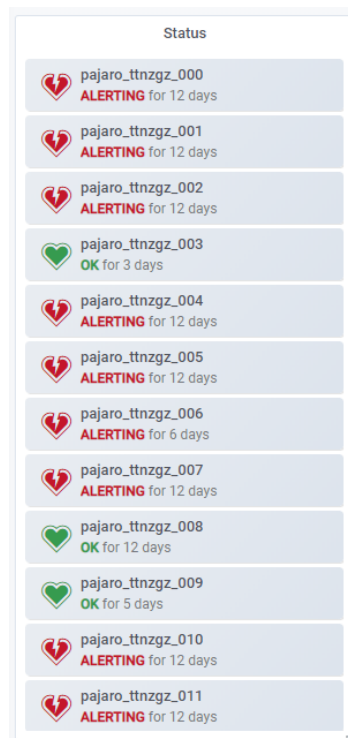 Status
pajaro_ttnzgz_000
ALERTING for 12 days
pajaro_ttnzgz_001
ALERTING for 12 days
pajaro_ttnzgz_002
ALERTING for 12 days
pajaro_ttnzgz_003
OK for 3 days
pajaro_ttnzgz_004
ALERTING for 12 days
pajaro_ttnzgz_005
ALERTING for 12 days
pajaro_ttnzgz_006
ALERTING for 6 days
pajaro_ttnzgz_007
ALERTING for 12 days
pajaro_ttnzgz_008
OK for 12 days
pajaro_ttnzgz_009
OK for 5 days
pajaro_ttnzgz_010
ALERTING for 12 days
pajaro_ttnzgz_011
ALERTING for 12 days